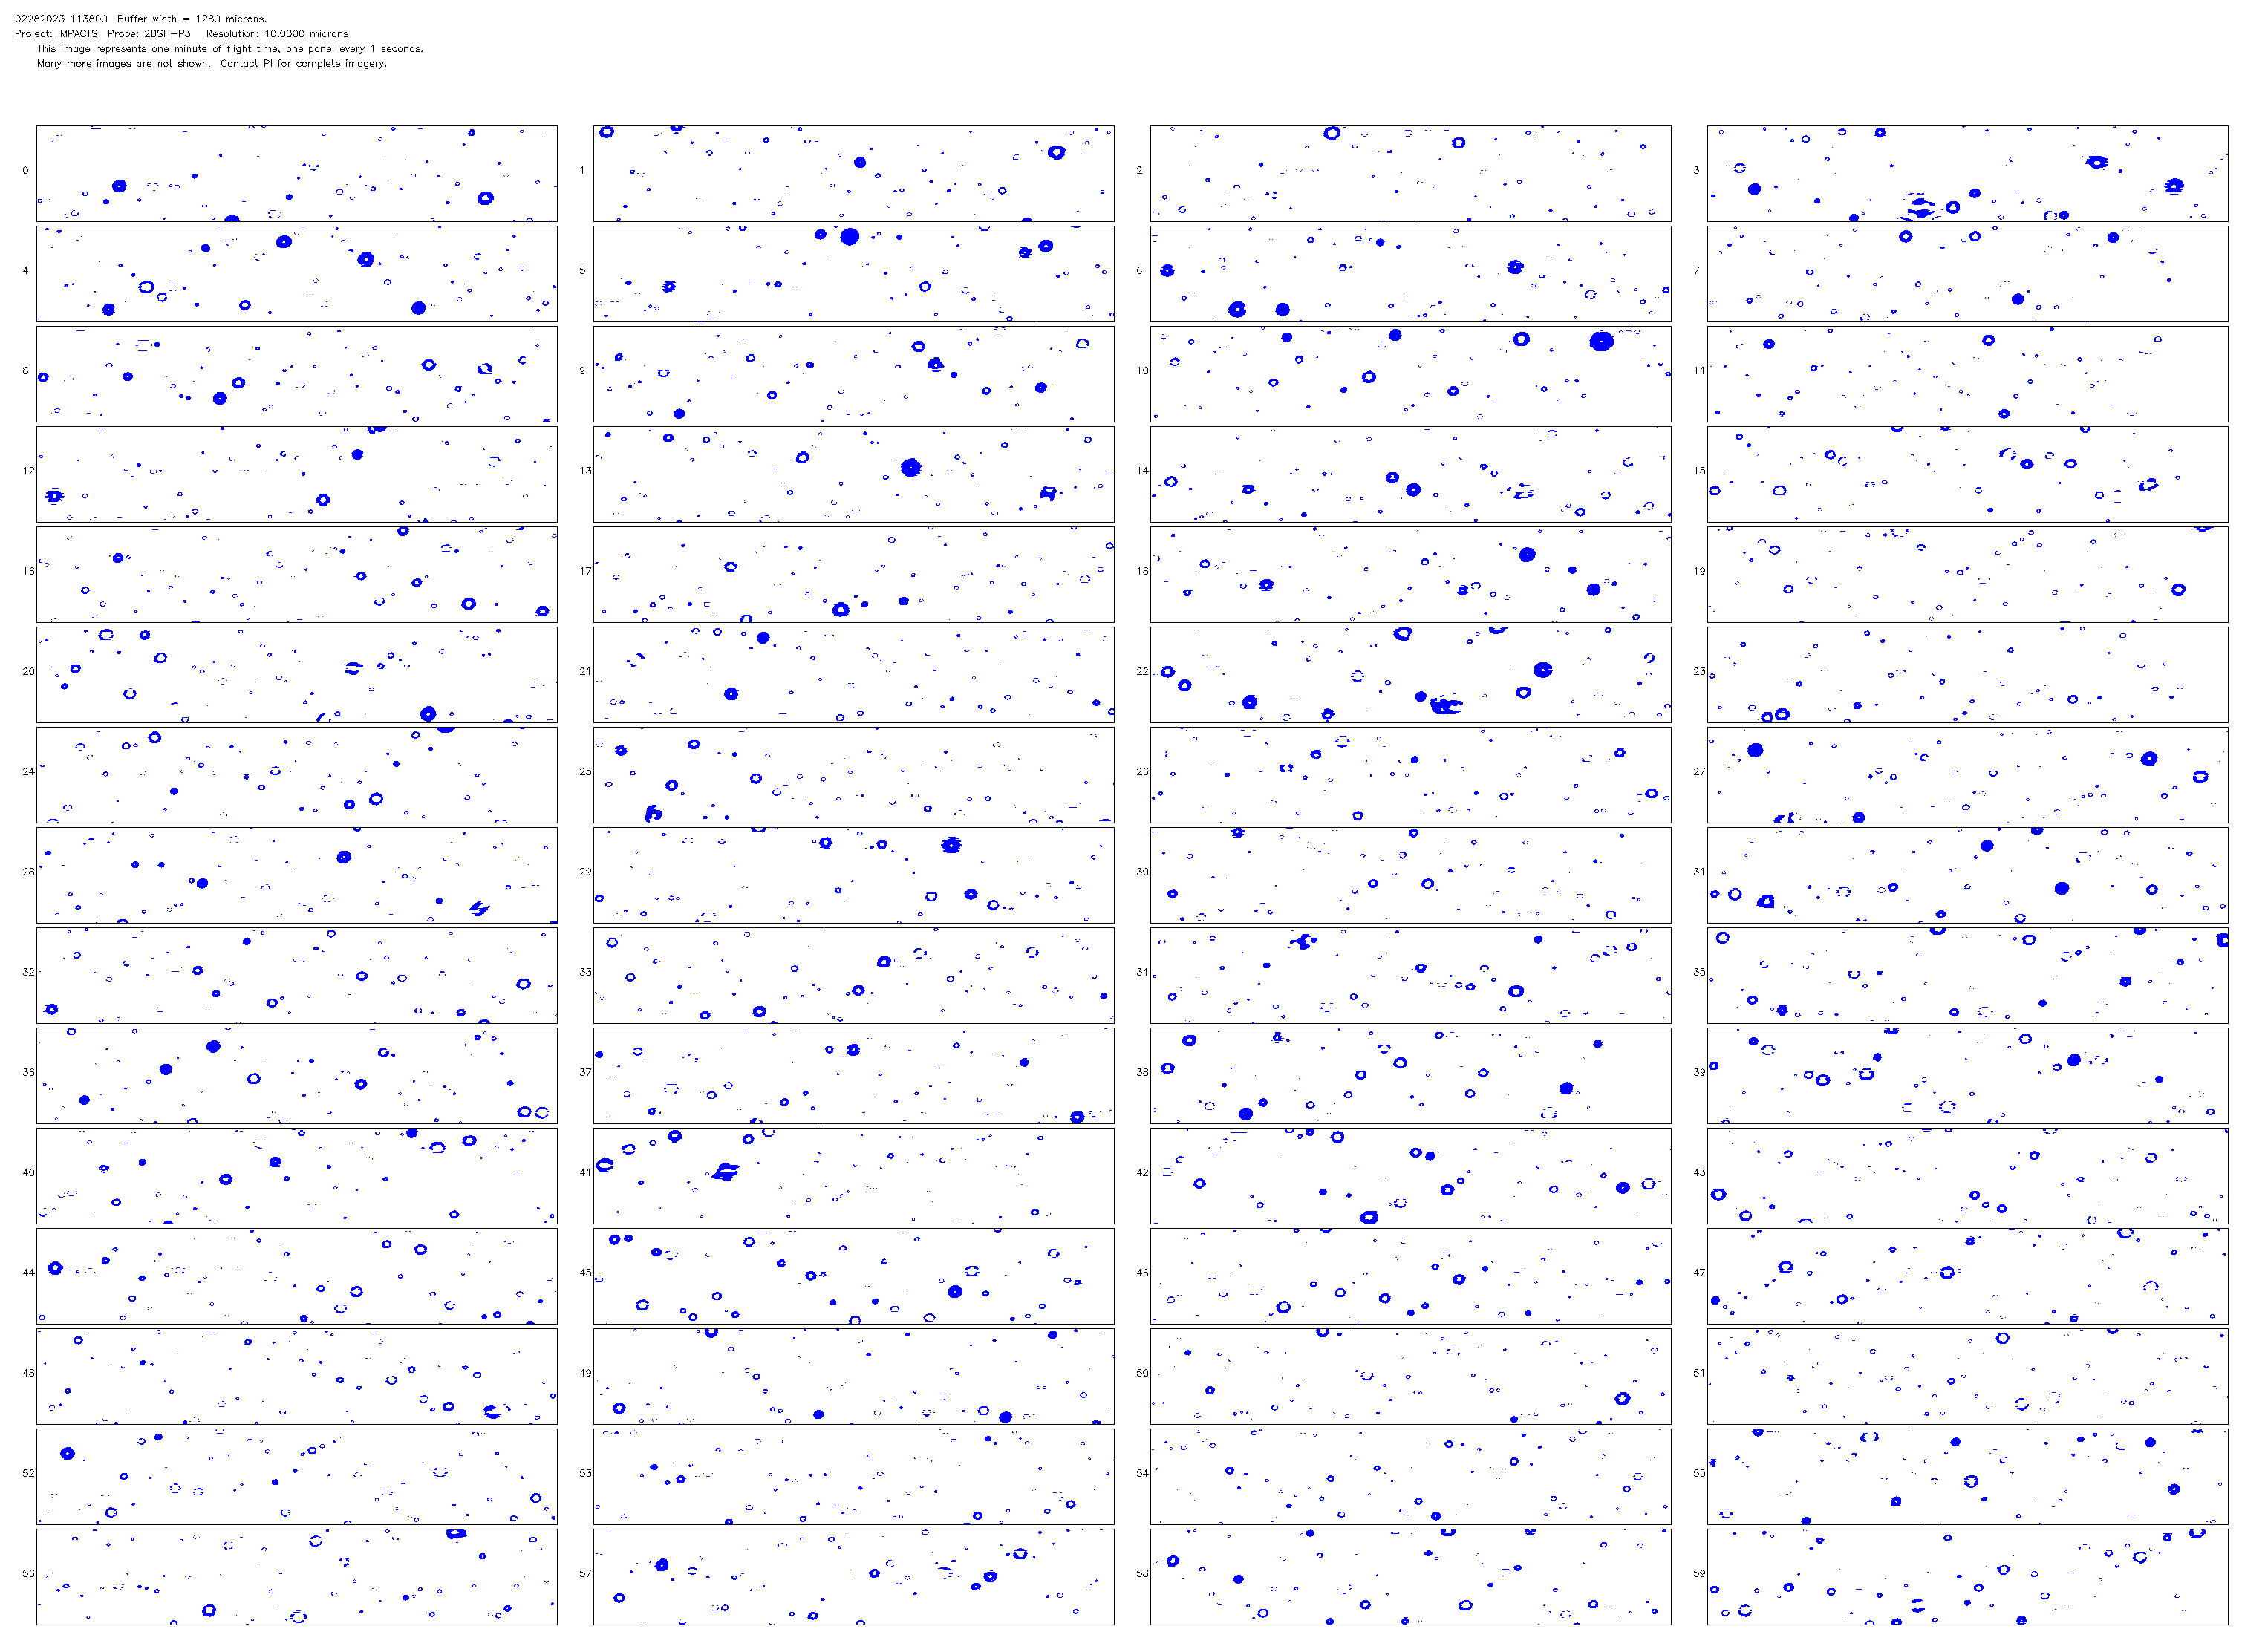 02282023 113800  Buffer width = 1280 microns.
Project: IMPACTS  Probe: 2DSH-P3    Resolution: 10.0000 microns
This image represents one minute of flight time, one panel every 1 seconds.
Many more images are not shown.  Contact PI for complete imagery.
0 1 2 3
4 5 6 7
8 9 10 11
12 13 14 15
16 17 18 19
20 21 22 23
24 25 26 27
28 29 30 31
32 33 34 35
36 37 38 39
40 41 42 43
44 45 46 47
48 49 50 51
52 53 54 55
56 57 58 59